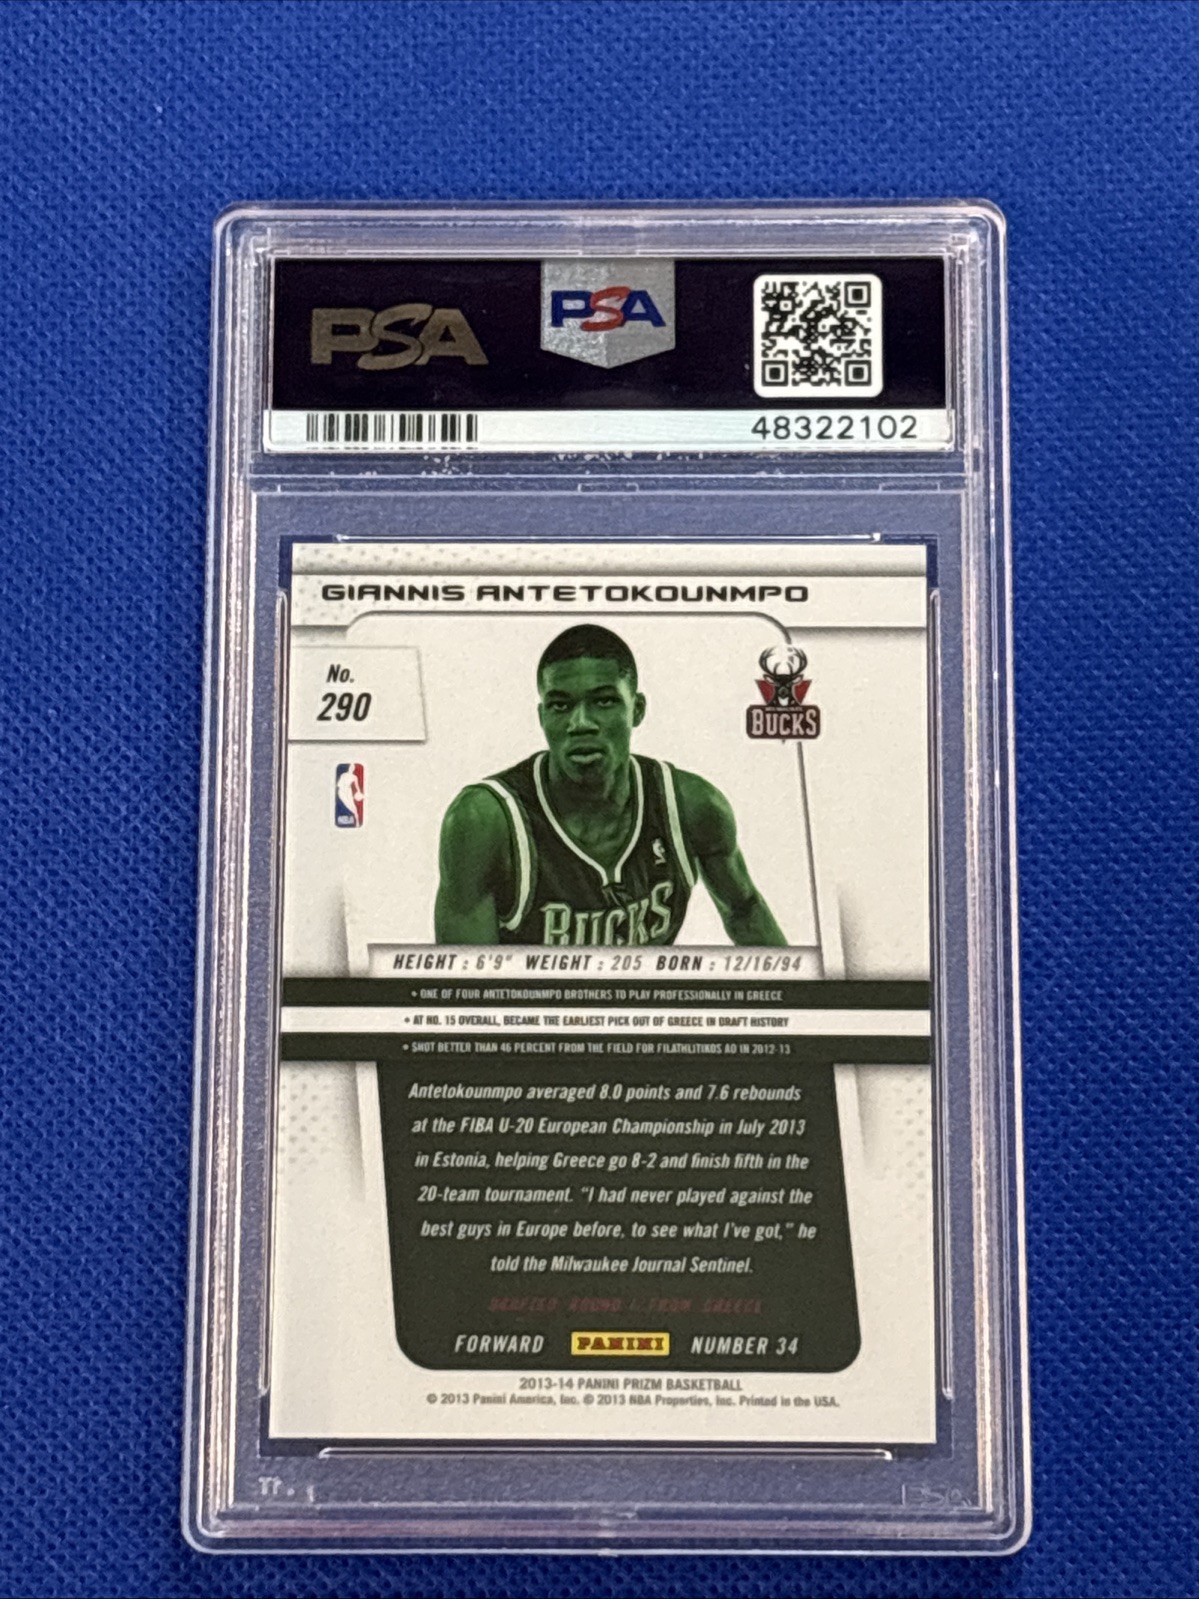 PSA
PSA
48322102
GIANNIS ANTETOKOUNMPO
No.
290
BUCKS
NBA
BUCKS
HEIGHT : 6'9" WEIGHT : 205 BORN : 12/16/94
• ONE OF FOUR ANTETOKOUNMPO BROTHERS TO PLAY PROFESSIONALLY IN GREECE
• AT NO. 15 OVERALL, BECAME THE EARLIEST PICK OUT OF GREECE IN DRAFT HISTORY
• SHOT BETTER THAN 46 PERCENT FROM THE FIELD FOR FILATHLITIKOS AO IN 2012-13
Antetokounmpo averaged 8.0 points and 7.6 rebounds
at the FIBA U-20 European Championship in July 2013
in Estonia, helping Greece go 8-2 and finish fifth in the
20-team tournament. "I had never played against the
best guys in Europe before, to see what I've got," he
told the Milwaukee Journal Sentinel.
DRAFTED ROUND 1 FROM GREECE
FORWARD PANINI NUMBER 34
2013-14 PANINI PRIZM BASKETBALL
© 2013 Panini America, Inc. © 2013 NBA Properties, Inc. Printed in the USA.